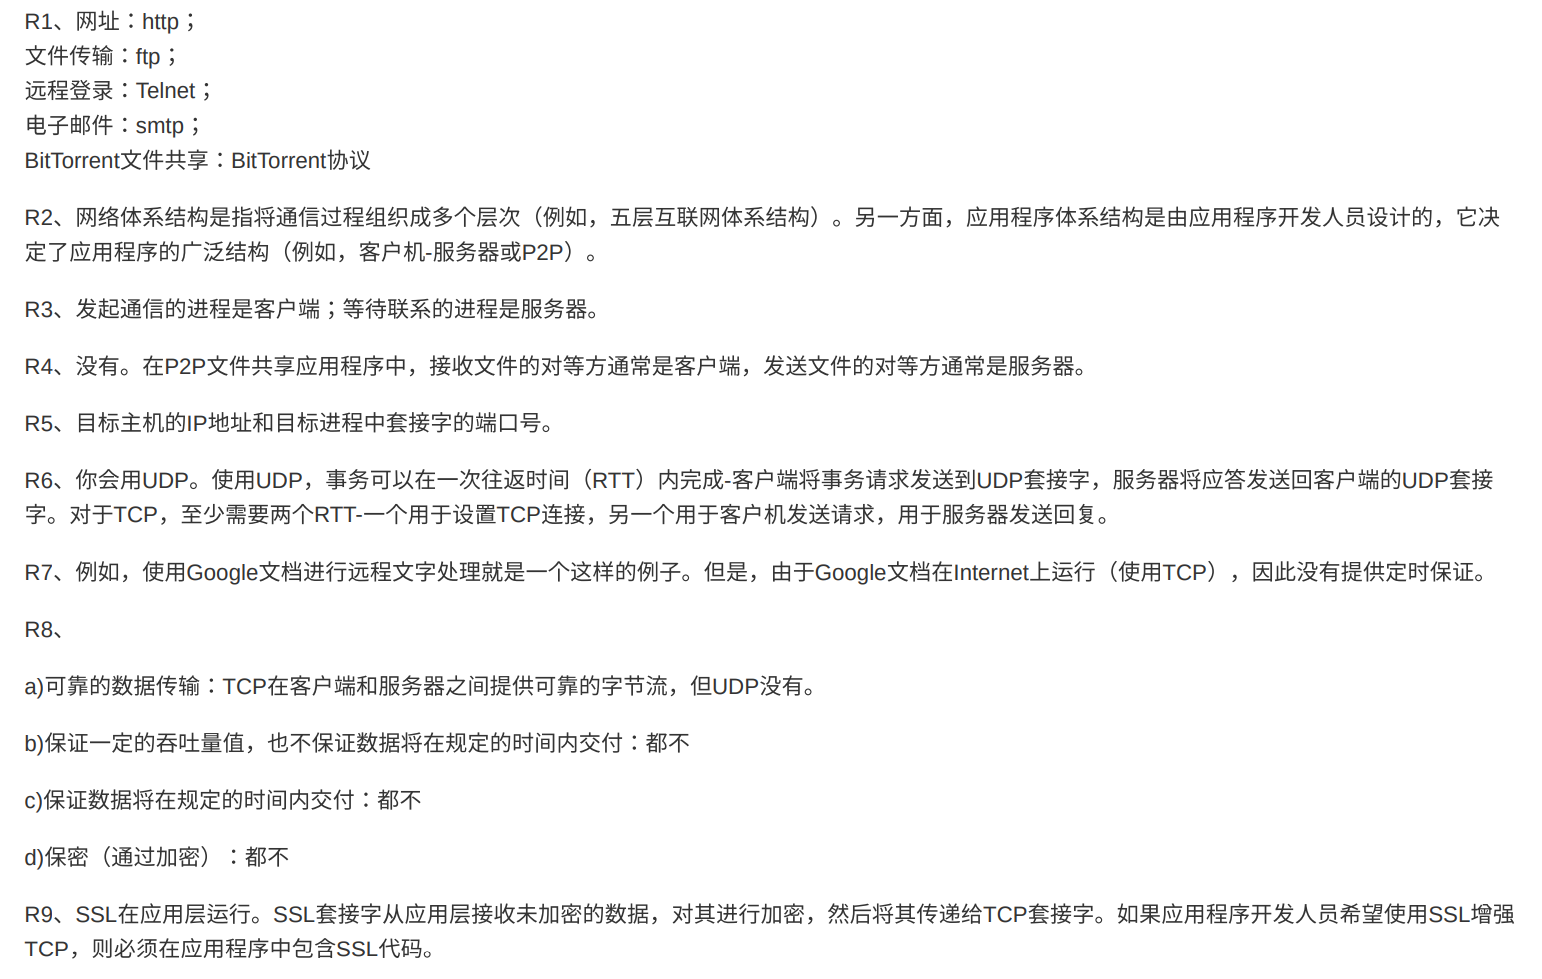 R1、网址：http；
文件传输：ftp；
远程登录：Telnet；
电子邮件：smtp；
BitTorrent文件共享：BitTorrent协议
R2、网络体系结构是指将通信过程组织成多个层次（例如，五层互联网体系结构）。另一方面，应用程序体系结构是由应用程序开发人员设计的，它决
定了应用程序的广泛结构（例如，客户机-服务器或P2P）。
R3、发起通信的进程是客户端；等待联系的进程是服务器。
R4、没有。在P2P文件共享应用程序中，接收文件的对等方通常是客户端，发送文件的对等方通常是服务器。
R5、目标主机的IP地址和目标进程中套接字的端口号。
R6、你会用UDP。使用UDP，事务可以在一次往返时间（RTT）内完成-客户端将事务请求发送到UDP套接字，服务器将应答发送回客户端的UDP套接
字。对于TCP，至少需要两个RTT-一个用于设置TCP连接，另一个用于客户机发送请求，用于服务器发送回复。
R7、例如，使用Google文档进行远程文字处理就是一个这样的例子。但是，由于Google文档在Internet上运行（使用TCP），因此没有提供定时保证。
R8、
a)可靠的数据传输：TCP在客户端和服务器之间提供可靠的字节流，但UDP没有。
b)保证一定的吞吐量值，也不保证数据将在规定的时间内交付：都不
c)保证数据将在规定的时间内交付：都不
d)保密（通过加密）：都不
R9、SSL在应用层运行。SSL套接字从应用层接收未加密的数据，对其进行加密，然后将其传递给TCP套接字。如果应用程序开发人员希望使用SSL增强
TCP，则必须在应用程序中包含SSL代码。